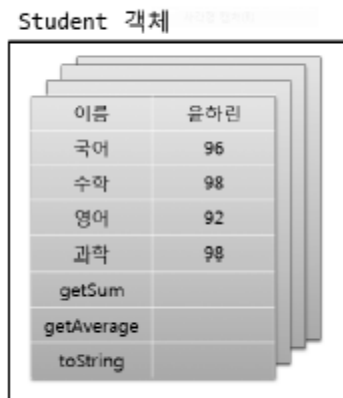 Student 객체
이름 윤하린
국어 96
수학 98
영어 92
과학 98
getSum
getAverage
toString